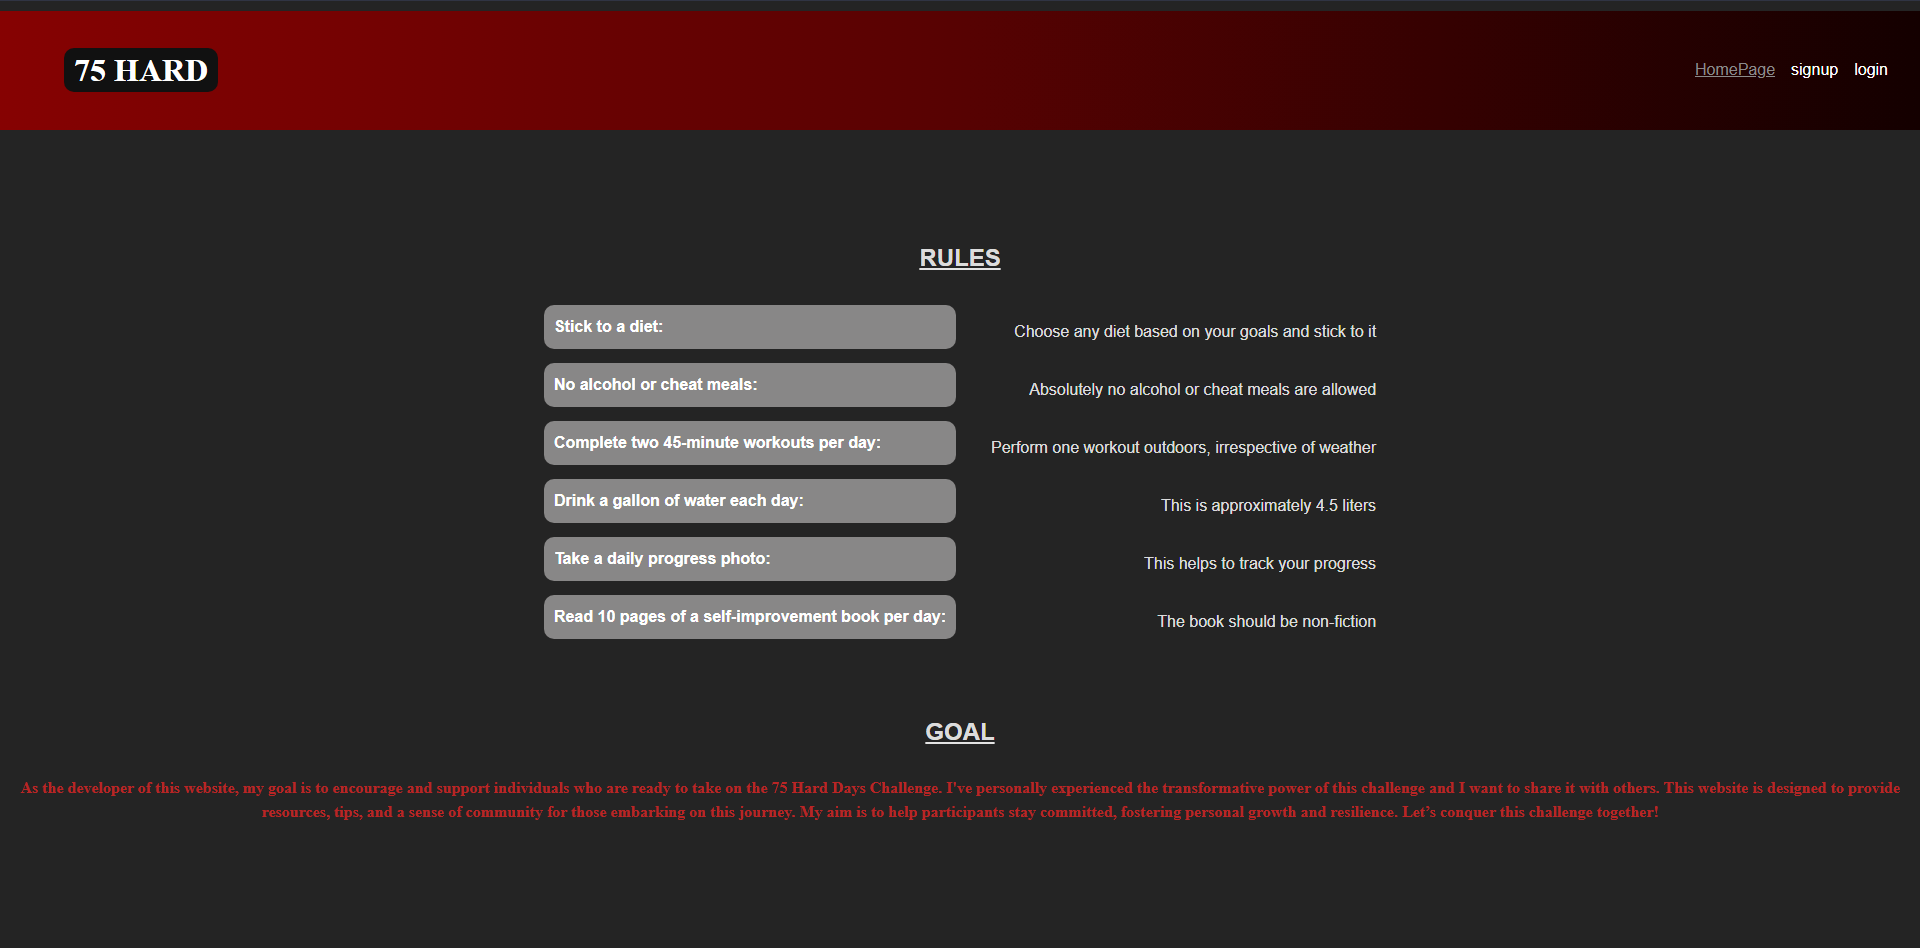 75 HARD
HomePage signup login
RULES
Stick to a diet: Choose any diet based on your goals and stick to it
No alcohol or cheat meals: Absolutely no alcohol or cheat meals are allowed
Complete two 45-minute workouts per day: Perform one workout outdoors, irrespective of weather
Drink a gallon of water each day: This is approximately 4.5 liters
Take a daily progress photo: This helps to track your progress
Read 10 pages of a self-improvement book per day: The book should be non-fiction
GOAL
As the developer of this website, my goal is to encourage and support individuals who are ready to take on the 75 Hard Days Challenge. I've personally experienced the transformative power of this challenge and I want to share it with others. This website is designed to provide
resources, tips, and a sense of community for those embarking on this journey. My aim is to help participants stay committed, fostering personal growth and resilience. Let’s conquer this challenge together!